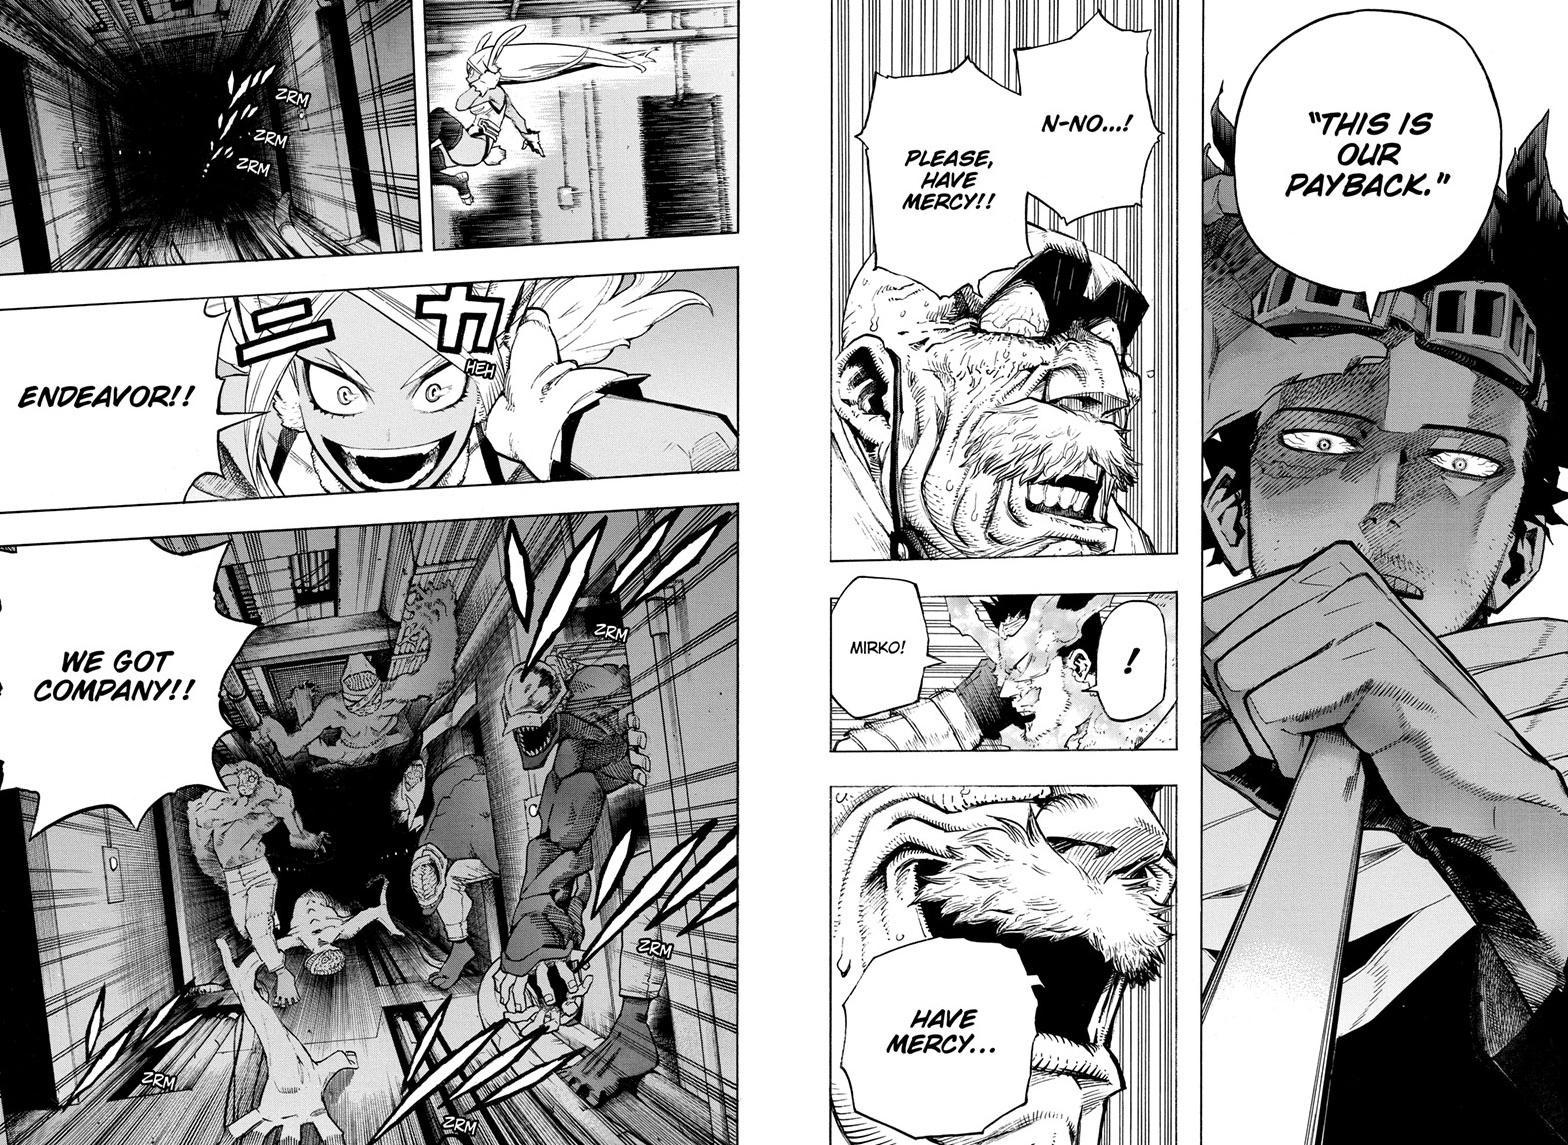 "THIS IS
OUR
PAYBACK."
N-NO...!
PLEASE,
HAVE
MERCY!!
!
MIRKO!
HAVE
MERCY...
ZRM
ZRM
ZRM
ニカ
HEH
ENDEAVOR!!
WE GOT
COMPANY!!
ZRM
ZRM
ZRM
ZRM